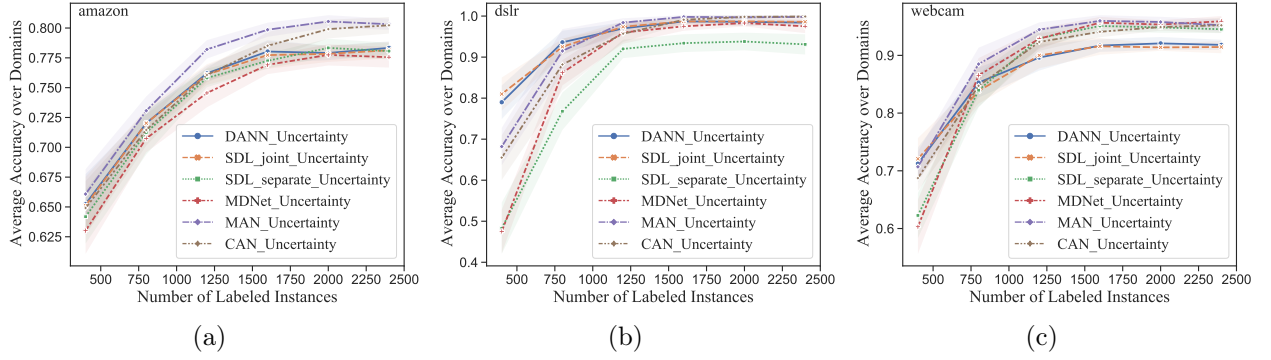 amazon
Average Accuracy over Domains
0.800
0.775
0.750
0.725
0.700
0.675
0.650
0.625
DANN_Uncertainty
SDL_joint_Uncertainty
SDL_separate_Uncertainty
MDNet_Uncertainty
MAN_Uncertainty
CAN_Uncertainty
500 750 1000 1250 1500 1750 2000 2250 2500
Number of Labeled Instances
(a)
dslr
Average Accuracy over Domains
1.0
0.9
0.8
0.7
0.6
0.5
0.4
DANN_Uncertainty
SDL_joint_Uncertainty
SDL_separate_Uncertainty
MDNet_Uncertainty
MAN_Uncertainty
CAN_Uncertainty
500 750 1000 1250 1500 1750 2000 2250 2500
Number of Labeled Instances
(b)
webcam
Average Accuracy over Domains
0.9
0.8
0.7
0.6
DANN_Uncertainty
SDL_joint_Uncertainty
SDL_separate_Uncertainty
MDNet_Uncertainty
MAN_Uncertainty
CAN_Uncertainty
500 750 1000 1250 1500 1750 2000 2250 2500
Number of Labeled Instances
(c)